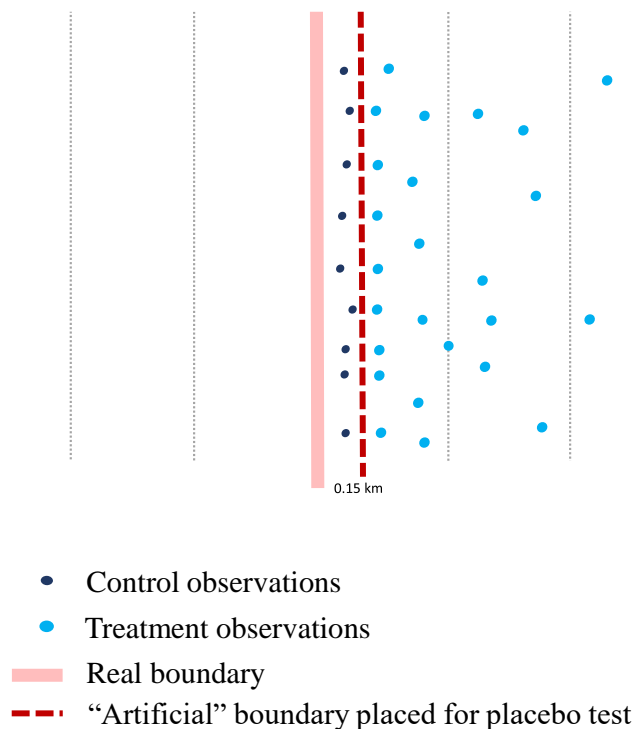 0.15 km
Control observations
Treatment observations
Real boundary
“Artificial” boundary placed for placebo test